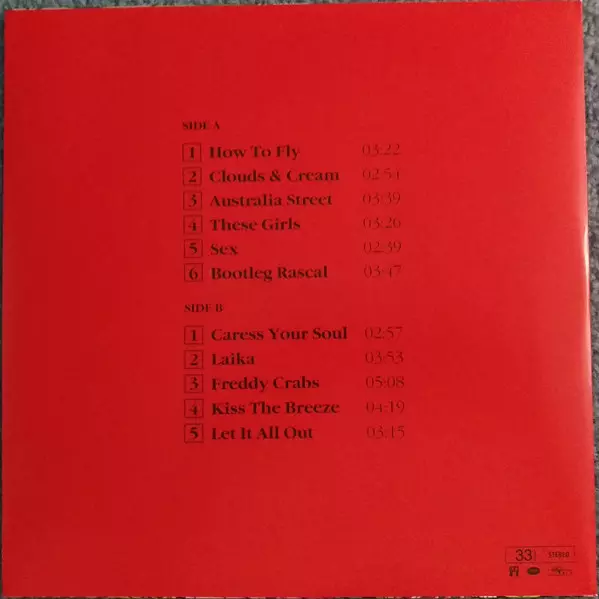 SIDE A
1 How To Fly 03:22
2 Clouds & Cream 02:54
3 Australia Street 03:39
4 These Girls 03:26
5 Sex 02:39
6 Bootleg Rascal 03:47
SIDE B
1 Caress Your Soul 02:57
2 Laika 03:53
3 Freddy Crabs 05:08
4 Kiss The Breeze 04:19
5 Let It All Out 03:15
33 STEREO